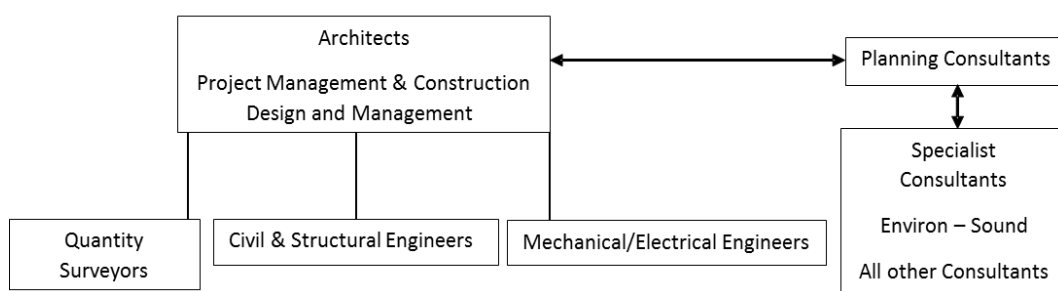 Architects
Project Management & Construction
Design and Management
Planning Consultants
Specialist
Consultants
Environ – Sound
All other Consultants
Quantity
Surveyors
Civil & Structural Engineers
Mechanical/Electrical Engineers